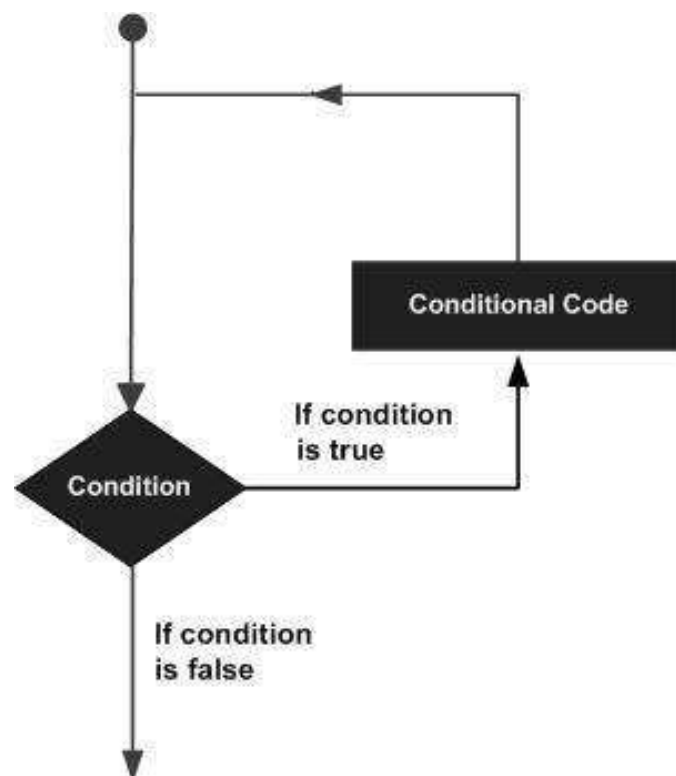 Conditional Code
If condition
is true
Condition
If condition
is false